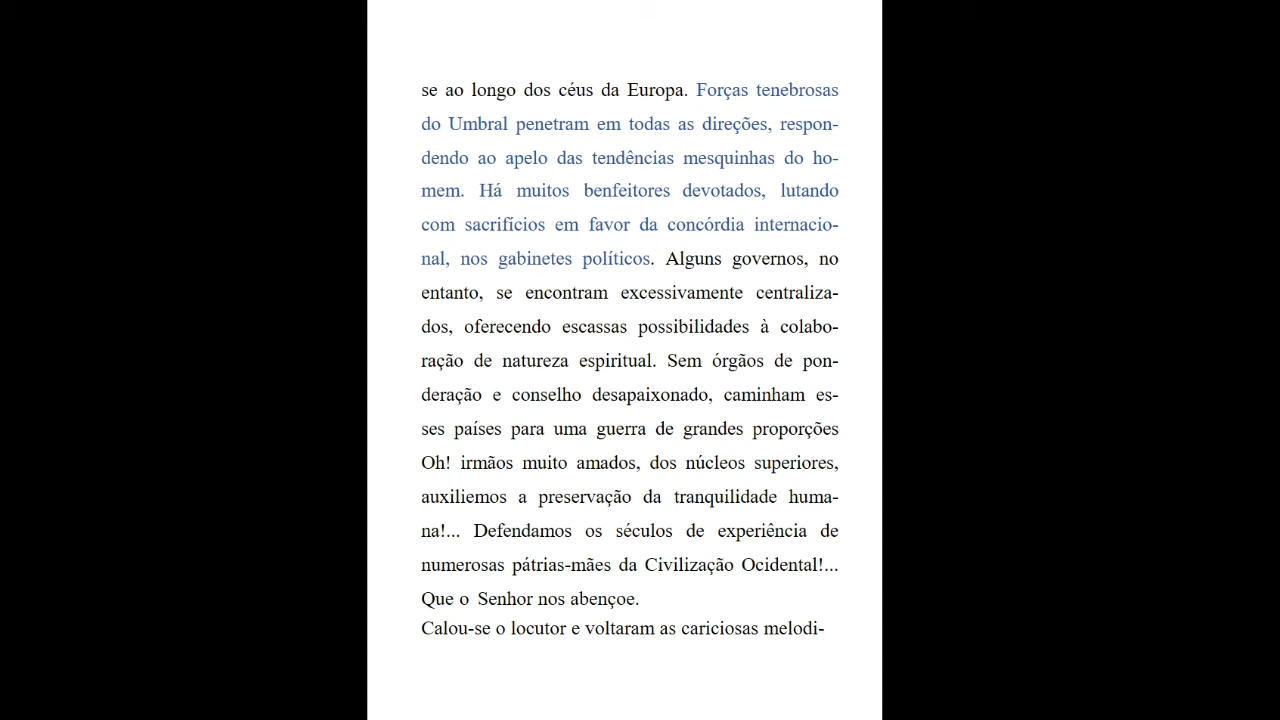 se ao longo dos céus da Europa. Forças tenebrosas
do Umbral penetram em todas as direções, respon-
dendo ao apelo das tendências mesquinhas do ho-
mem. Há muitos benfeitores devotados, lutando
com sacrifícios em favor da concórdia internacio-
nal, nos gabinetes políticos. Alguns governos, no
entanto, se encontram excessivamente centraliza-
dos, oferecendo escassas possibilidades à colabo-
ração de natureza espiritual. Sem órgãos de pon-
deração e conselho desapaixonado, caminham es-
ses países para uma guerra de grandes proporções
Oh! irmãos muito amados, dos núcleos superiores,
auxiliemos a preservação da tranquilidade huma-
na!... Defendamos os séculos de experiência de
numerosas pátrias-mães da Civilização Ocidental!...
Que o Senhor nos abençoe.
Calou-se o locutor e voltaram as cariciosas melodi-